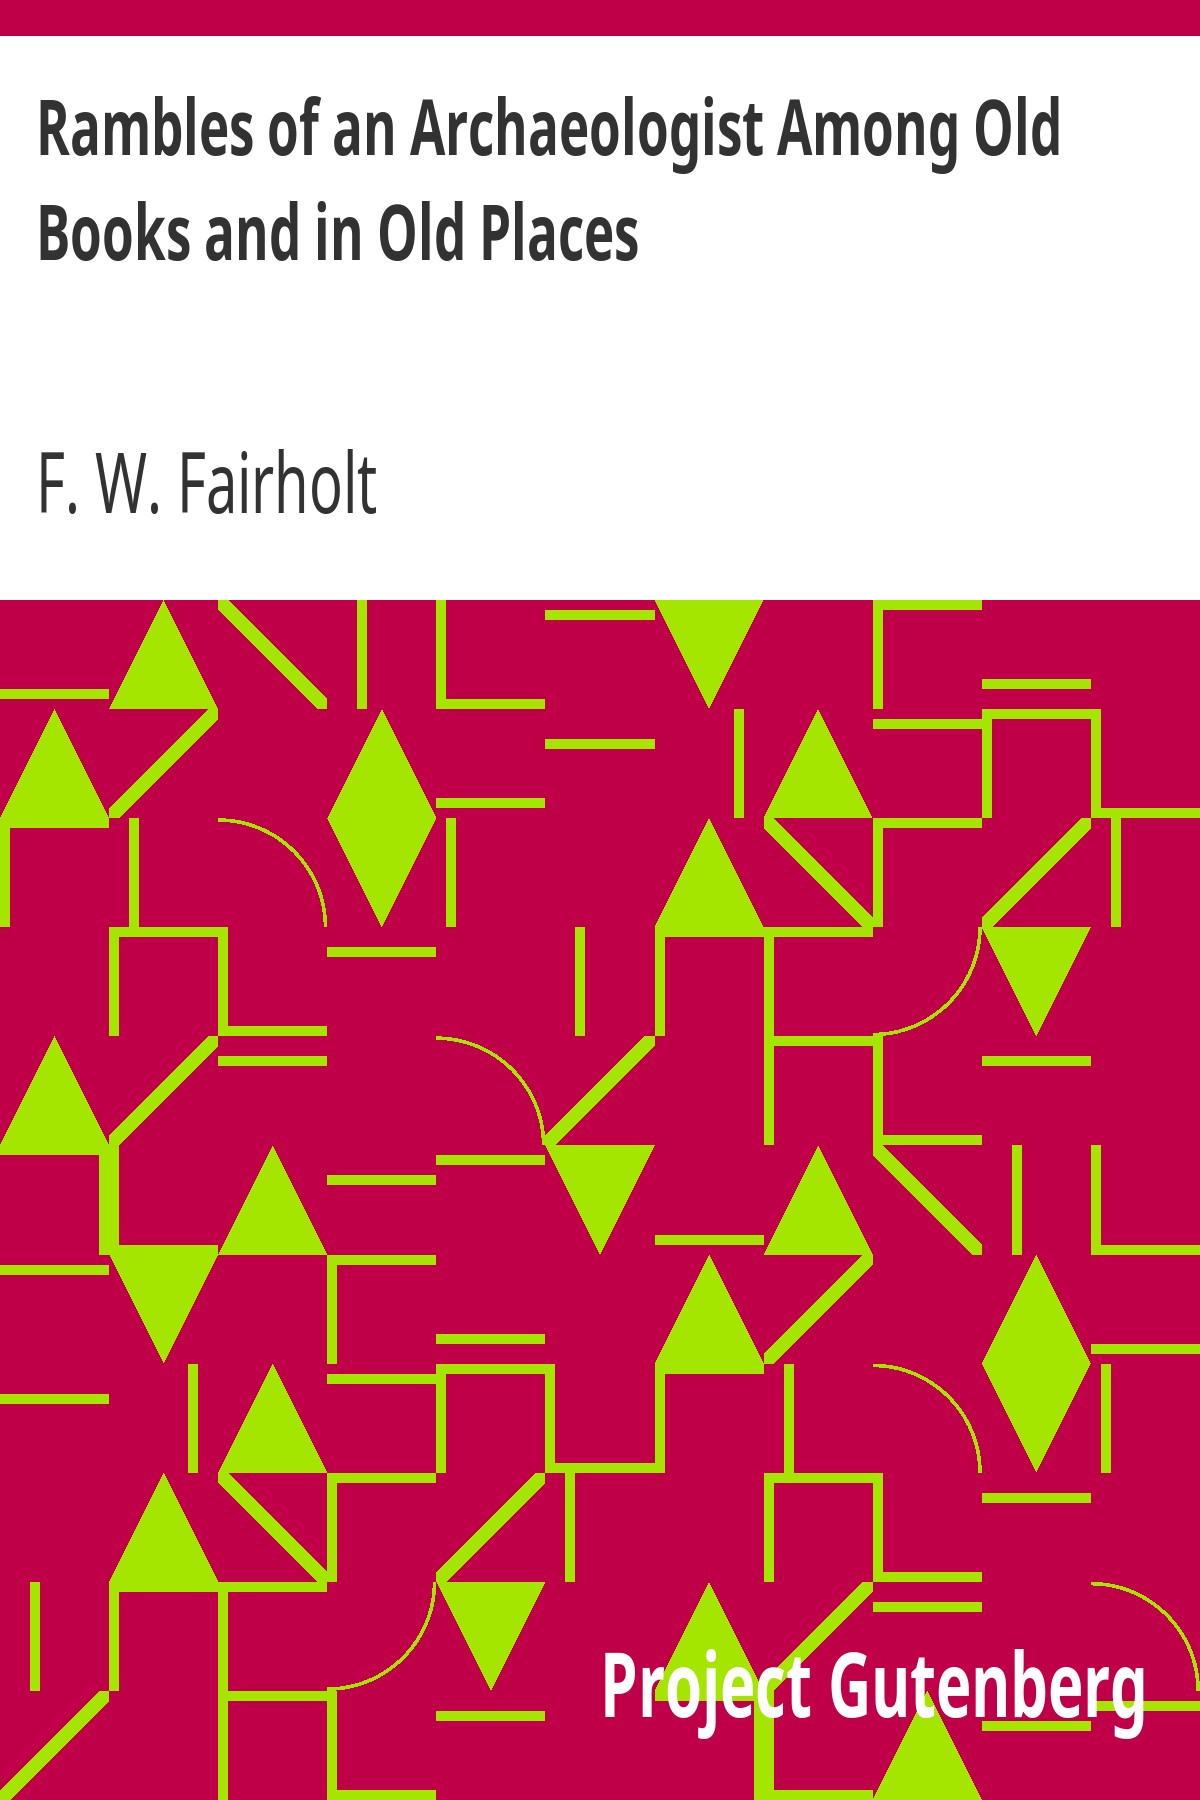 Rambles of an Archaeologist Among Old
Books and in Old Places
F. W. Fairholt
Project Gutenberg